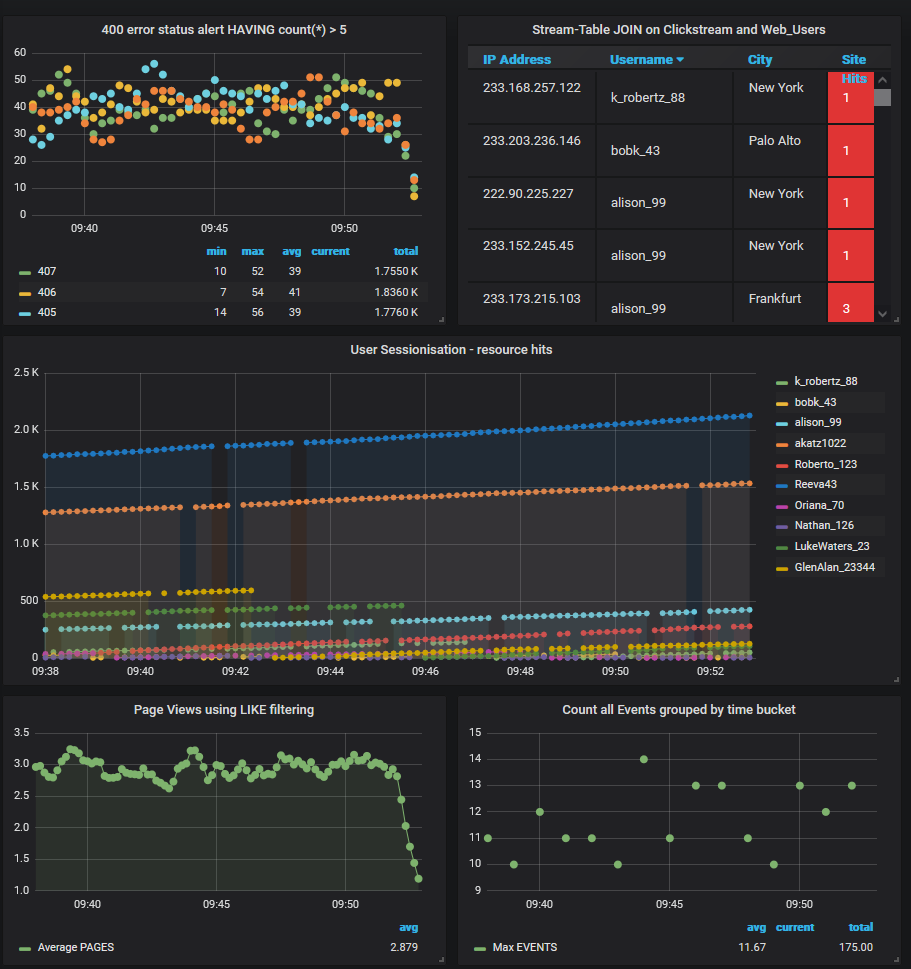 400 error status alert HAVING count(*) > 5
60
50
40
30
20
10
0
09:40 09:45 09:50
min max avg current total
407 10 52 39 1.7550 K
406 7 54 41 1.8360 K
405 14 56 39 1.7760 K
Stream-Table JOIN on Clickstream and Web_Users
IP Address Username City Site Hits
233.168.257.122 k_robertz_88 New York 1
233.203.236.146 bobk_43 Palo Alto 1
222.90.225.227 alison_99 New York 1
233.152.245.45 alison_99 New York 1
233.173.215.103 alison_99 Frankfurt 3
User Sessionisation - resource hits
2.5 K
2.0 K
1.5 K
1.0 K
500
0
09:38 09:40 09:42 09:44 09:46 09:48 09:50 09:52
k_robertz_88
bobk_43
alison_99
akatz1022
Roberto_123
Reeva43
Oriana_70
Nathan_126
LukeWaters_23
GlenAlan_23344
Page Views using LIKE filtering
3.5
3.0
2.5
2.0
1.5
1.0
09:40 09:45 09:50
avg
Average PAGES 2.879
Count all Events grouped by time bucket
15
14
13
12
11
10
9
09:40 09:45 09:50
avg current total
Max EVENTS 11.67 175.00